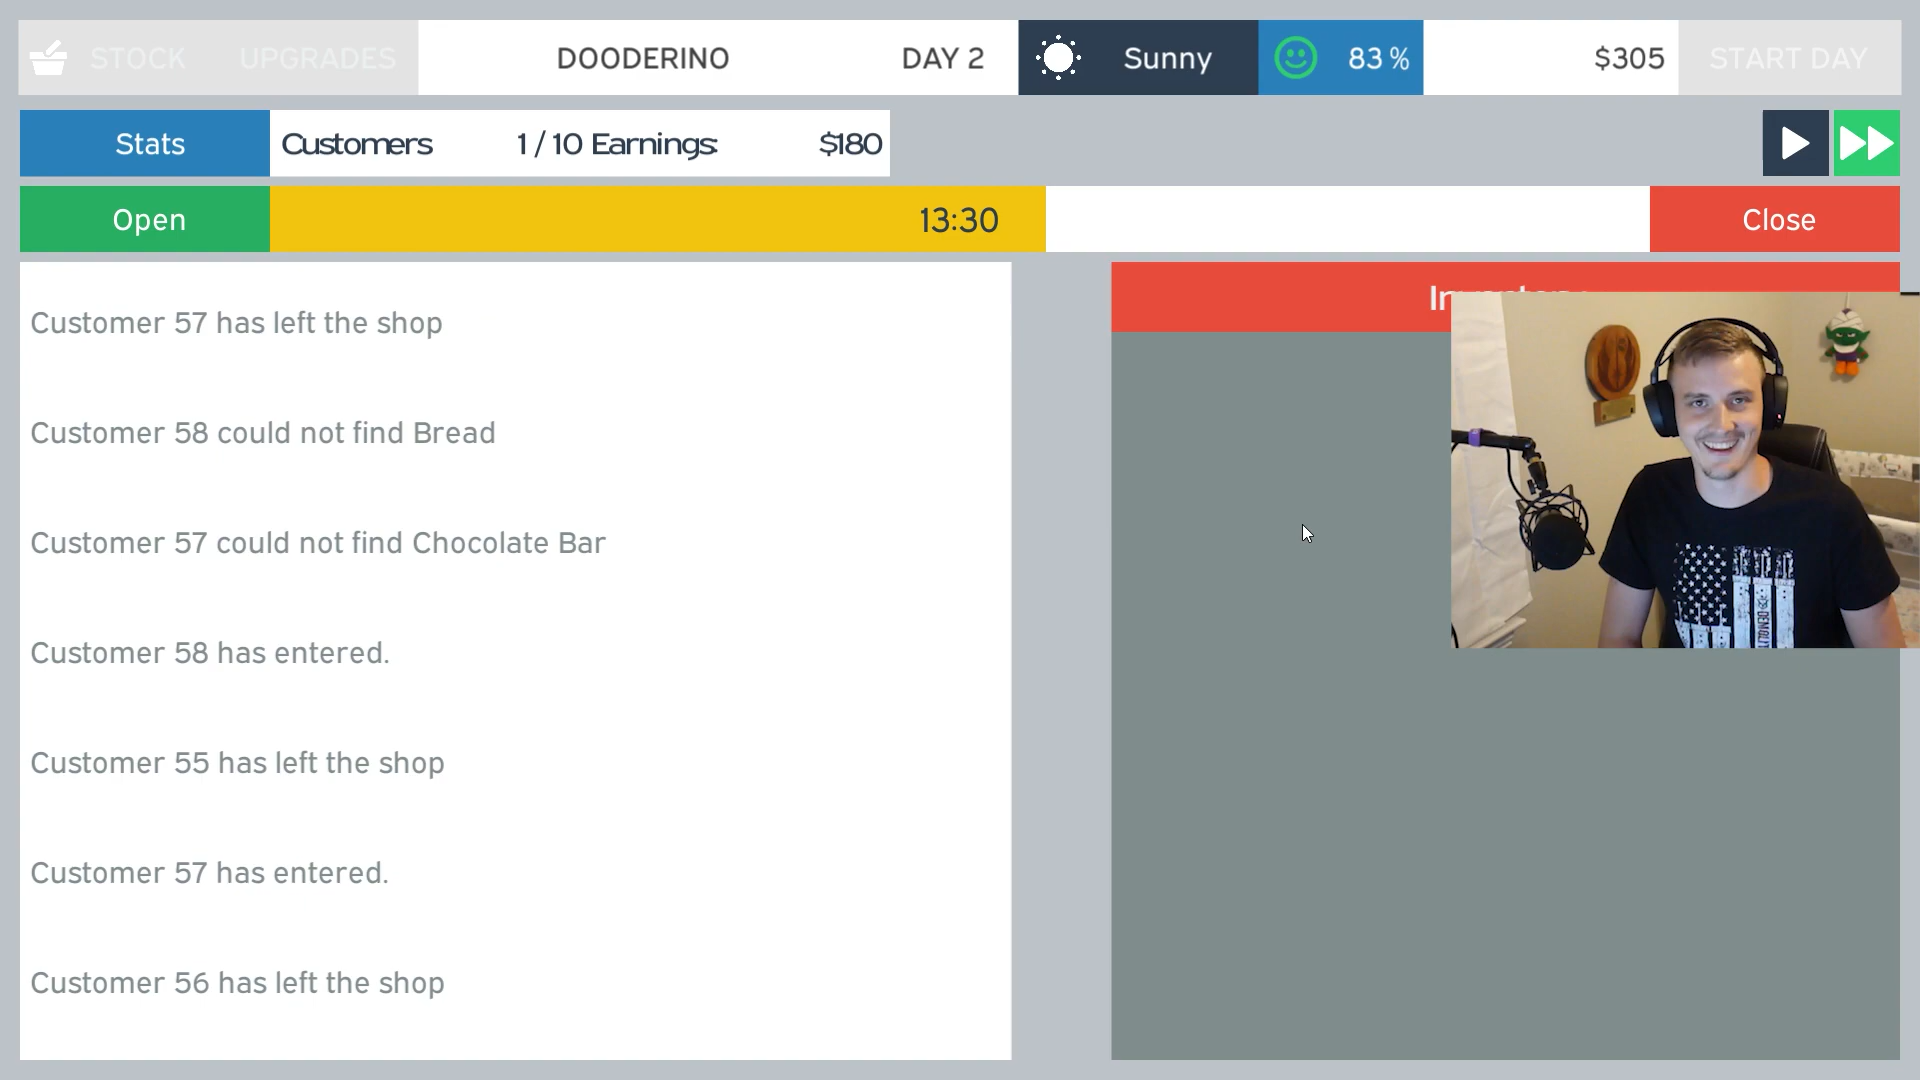 STOCK UPGRADES DOODERINO DAY 2 Sunny 83 % $305 START DAY
Stats Customers 1 / 10 Earnings: $180
Open 13:30 Close
Customer 57 has left the shop
Customer 58 could not find Bread
Customer 57 could not find Chocolate Bar
Customer 58 has entered.
Customer 55 has left the shop
Customer 57 has entered.
Customer 56 has left the shop